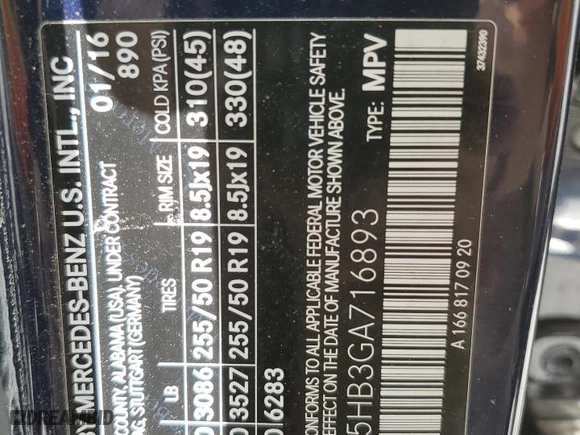 BY MERCEDES-BENZ U.S. INTL., INC
01/16
COUNTY, ALABAMA (USA), UNDER CONTRACT
STUTTGART (GERMANY)
890
LB TIRES RIM SIZE COLD KPA (PSI)
3086 255/50 R19 8.5Jx19 310(45)
3527 255/50 R19 8.5Jx19 330(48)
6283
CONFORMS TO ALL APPLICABLE FEDERAL MOTOR VEHICLE SAFETY
THE DATE OF MANUFACTURE SHOWN ABOVE.
5HB3GA716893 TYPE: MPV
A 166 817 09 20
37432390
DREAMBID